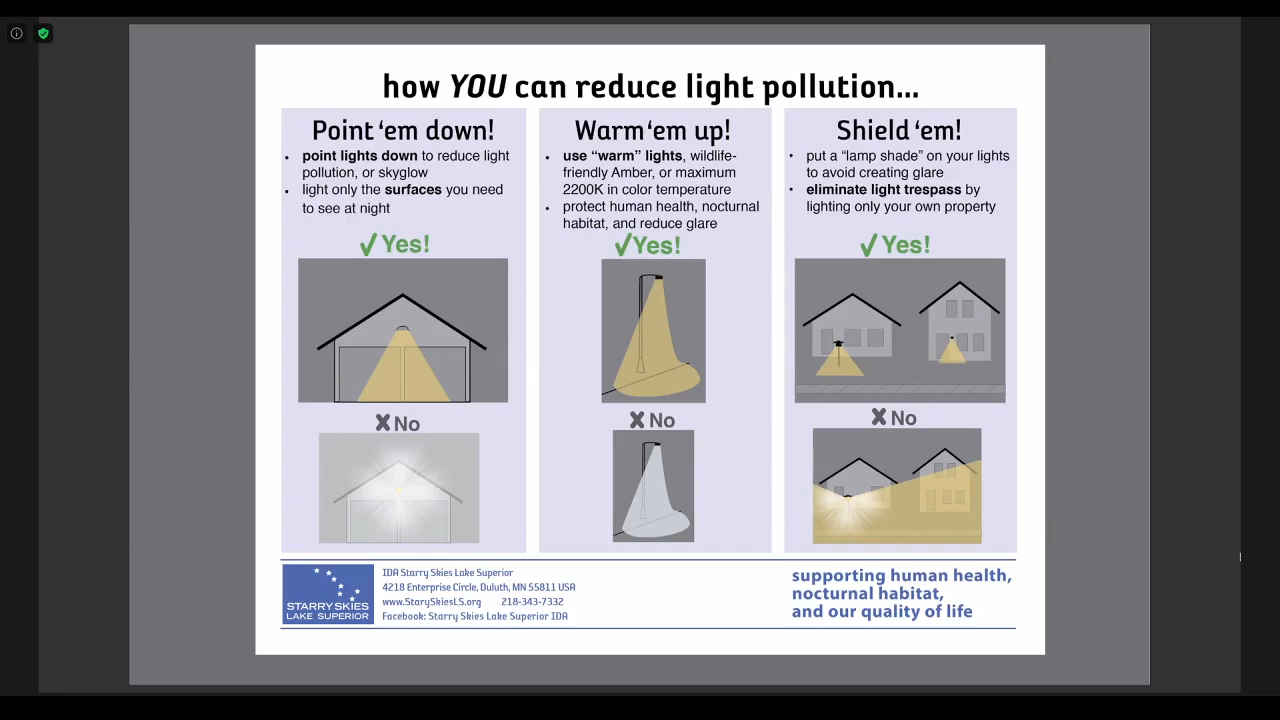 how YOU can reduce light pollution...
Point ‘em down!
• point lights down to reduce light
pollution, or skyglow
• light only the surfaces you need
to see at night
✓Yes!
✗ No
Warm ‘em up!
• use “warm” lights, wildlife-
friendly Amber, or maximum
2200K in color temperature
• protect human health, nocturnal
habitat, and reduce glare
✓Yes!
✗ No
Shield ‘em!
• put a “lamp shade” on your lights
to avoid creating glare
• eliminate light trespass by
lighting only your own property
✓Yes!
✗ No
STARRY SKIES
LAKE SUPERIOR
IDA Starry Skies Lake Superior
4218 Enterprise Circle, Duluth, MN 55811 USA
www.StarySkiesLS.org 218-343-7332
Facebook: Starry Skies Lake Superior IDA
supporting human health,
nocturnal habitat,
and our quality of life